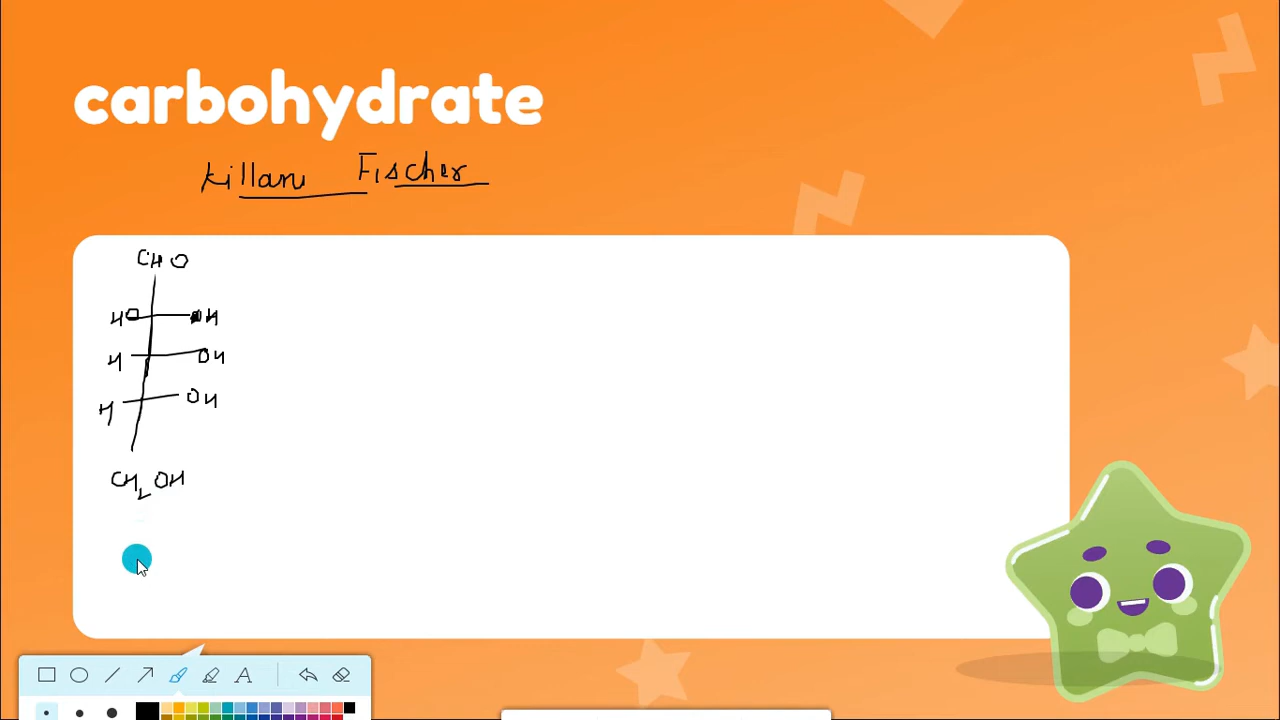 carbohydrate
Killani Fischer
CHO
HO OH
H OH
H OH
CH2OH
A